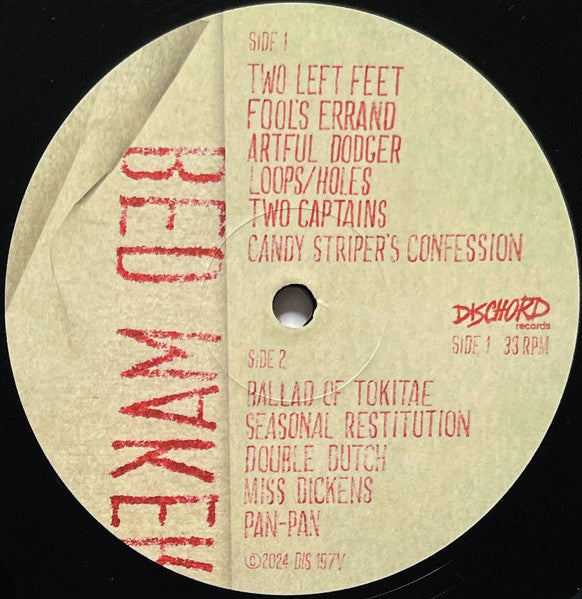 BED MAKER
SIDE 1
TWO LEFT FEET
FOOL'S ERRAND
ARTFUL DODGER
LOOPS/HOLES
TWO CAPTAINS
CANDY STRIPER'S CONFESSION
DISCHORD
records
SIDE 1 33 RPM
SIDE 2
BALLAD OF TOKITAE
SEASONAL RESTITUTION
DOUBLE DUTCH
MISS DICKENS
PAN-PAN
©2024 DIS 197V